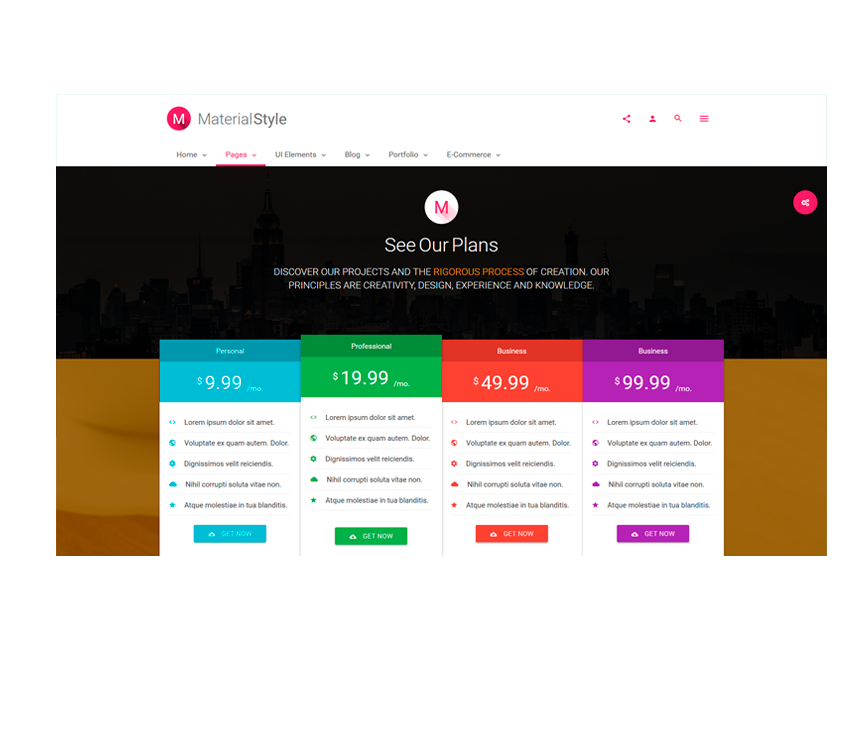 M MaterialStyle
Home Pages UI Elements Blog Portfolio E-Commerce
M
See Our Plans
DISCOVER OUR PROJECTS AND THE RIGOROUS PROCESS OF CREATION. OUR
PRINCIPLES ARE CREATIVITY, DESIGN, EXPERIENCE AND KNOWLEDGE.
Personal
$9.99 /mo.
Lorem ipsum dolor sit amet.
Voluptate ex quam autem. Dolor.
Dignissimos velit reiciendis.
Nihil corrupti soluta vitae non.
Atque molestiae in tua blanditis.
GET NOW
Professional
$19.99 /mo.
Lorem ipsum dolor sit amet.
Voluptate ex quam autem. Dolor.
Dignissimos velit reiciendis.
Nihil corrupti soluta vitae non.
Atque molestiae in tua blanditis.
GET NOW
Business
$49.99 /mo.
Lorem ipsum dolor sit amet.
Voluptate ex quam autem. Dolor.
Dignissimos velit reiciendis.
Nihil corrupti soluta vitae non.
Atque molestiae in tua blanditis.
GET NOW
Business
$99.99 /mo.
Lorem ipsum dolor sit amet.
Voluptate ex quam autem. Dolor.
Dignissimos velit reiciendis.
Nihil corrupti soluta vitae non.
Atque molestiae in tua blanditis.
GET NOW